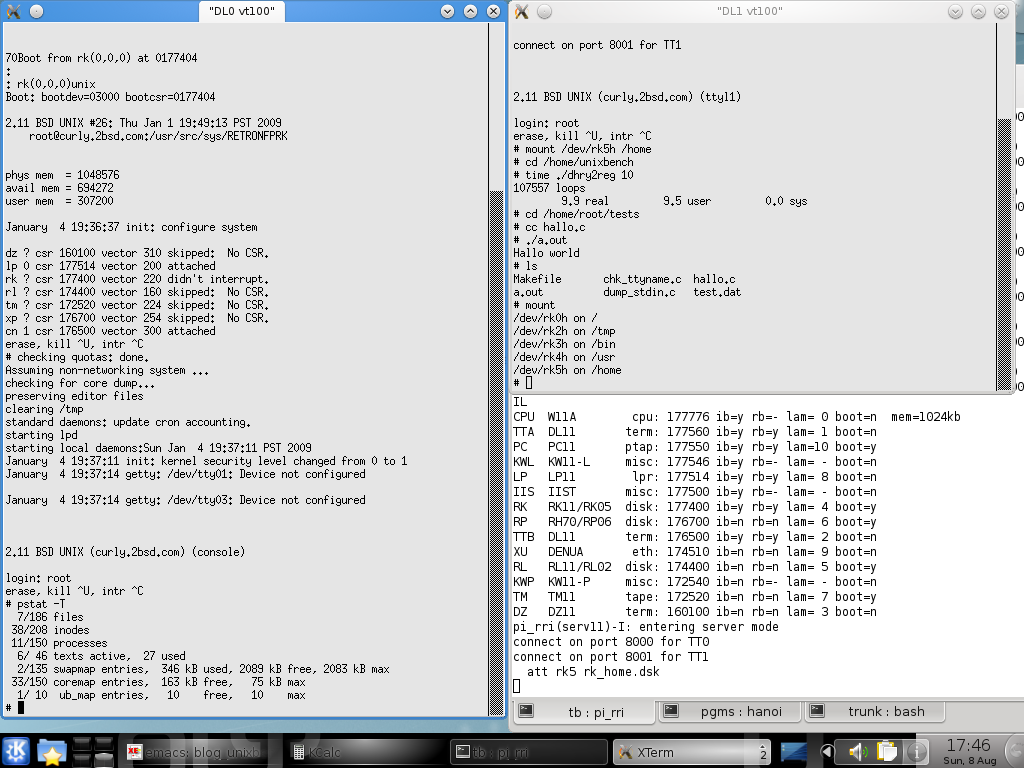 "DL0 vt100"
70Boot from rk(0,0,0) at 0177404
:
: rk(0,0,0)unix
Boot: bootdev=03000 bootcsr=0177404
2.11 BSD UNIX #26: Thu Jan 1 19:49:13 PST 2009
root@curly.2bsd.com:/usr/src/sys/RETRONFPRK
phys mem  = 1048576
avail mem = 694272
user mem  = 307200
January  4 19:36:37 init: configure system
dz ? csr 160100 vector 310 skipped:  No CSR.
lp 0 csr 177514 vector 200 attached
rk ? csr 177400 vector 220 didn't interrupt.
rl ? csr 174400 vector 160 skipped:  No CSR.
tm ? csr 172520 vector 224 skipped:  No CSR.
xp ? csr 176700 vector 254 skipped:  No CSR.
cn 1 csr 176500 vector 300 attached
erase, kill ^U, intr ^C
# checking quotas: done.
Assuming non-networking system ...
checking for core dump...
preserving editor files
clearing /tmp
standard daemons: update cron accounting.
starting lpd
starting local daemons:Sun Jan  4 19:37:11 PST 2009
January  4 19:37:11 init: kernel security level changed from 0 to 1
January  4 19:37:14 getty: /dev/tty01: Device not configured
January  4 19:37:14 getty: /dev/tty03: Device not configured
2.11 BSD UNIX (curly.2bsd.com) (console)
login: root
erase, kill ^U, intr ^C
# pstat -T
7/186 files
38/208 inodes
11/150 processes
6/ 46 texts active,  27 used
2/135 swapmap entries,  346 kB used, 2089 kB free, 2083 kB max
33/150 coremap entries,  163 kB free,   75 kB max
1/ 10  ub_map entries,   10    free,   10    max
#
"DL1 vt100"
connect on port 8001 for TT1
2.11 BSD UNIX (curly.2bsd.com) (ttyl1)
login: root
erase, kill ^U, intr ^C
# mount /dev/rk5h /home
# cd /home/unixbench
# time ./dhry2reg 10
107557 loops
9.9 real         9.5 user         0.0 sys
# cd /home/root/tests
# cc hallo.c
# ./a.out
Hallo world
# ls
Makefile       chk_ttyname.c  hallo.c
a.out          dump_stdin.c   test.dat
# mount
/dev/rk0h on /
/dev/rk2h on /tmp
/dev/rk3h on /bin
/dev/rk4h on /usr
/dev/rk5h on /home
#
IL
CPU  W11A        cpu: 177776 ib=y rb=- lam= 0 boot=n  mem=1024kb
TTA  DL11       term: 177560 ib=y rb=y lam= 1 boot=n
PC   PC11       ptap: 177550 ib=y rb=y lam=10 boot=y
KWL  KW11-L     misc: 177546 ib=y rb=- lam= - boot=n
LP   LP11        lpr: 177514 ib=y rb=y lam= 8 boot=n
IIS  IIST       misc: 177500 ib=y rb=- lam= - boot=n
RK   RK11/RK05  disk: 177400 ib=y rb=y lam= 4 boot=y
RP   RH70/RP06  disk: 176700 ib=n rb=n lam= 6 boot=y
TTB  DL11       term: 176500 ib=y rb=y lam= 2 boot=n
XU   DENUA       eth: 174510 ib=n rb=n lam= 9 boot=n
RL   RL11/RL02  disk: 174400 ib=n rb=n lam= 5 boot=y
KWP  KW11-P     misc: 172540 ib=n rb=- lam= - boot=n
TM   TM11       tape: 172520 ib=n rb=n lam= 7 boot=y
DZ   DZ11       term: 160100 ib=n rb=n lam= 3 boot=n
pi_rri(serv11)-I: entering server mode
connect on port 8000 for TT0
connect on port 8001 for TT1
att rk5 rk_home.dsk
tb : pi_rri
pgms : hanoi
trunk : bash
emacs: blog_unixb
KCalc
tb : pi_rri
XTerm
2
17:46
Sun, 8 Aug